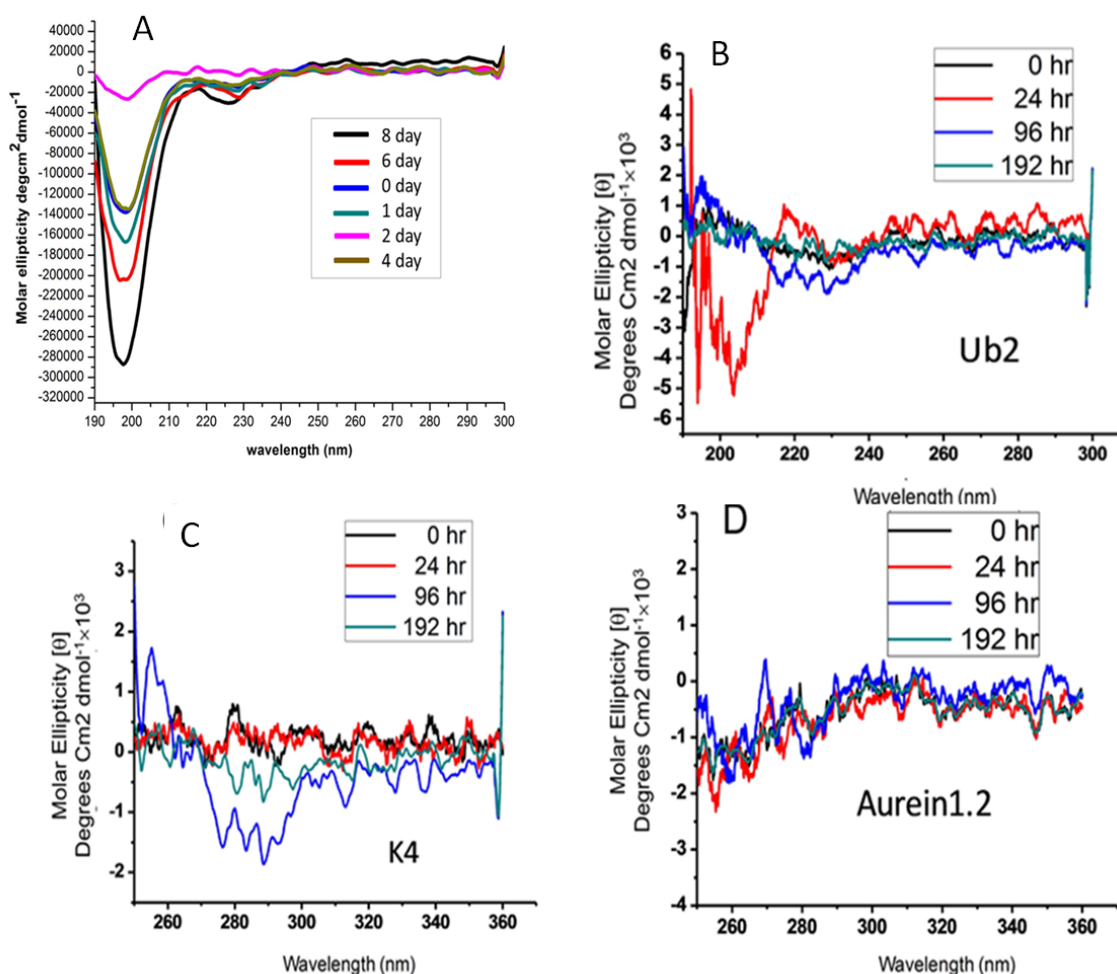 A
Molar ellipticity degcm²dmol⁻¹
40000
20000
0
-20000
-40000
-60000
-80000
-100000
-120000
-140000
-160000
-180000
-200000
-220000
-240000
-260000
-280000
-300000
-320000
8 day
6 day
0 day
1 day
2 day
4 day
190 200 210 220 230 240 250 260 270 280 290 300
wavelength (nm)
B
Molar Ellipticity [θ]
Degrees Cm2 dmol⁻¹×10³
6
5
4
3
2
1
0
-1
-2
-3
-4
-5
-6
0 hr
24 hr
96 hr
192 hr
Ub2
200 220 240 260 280 300
Wavelength (nm)
C
Molar Ellipticity [θ]
Degrees Cm2 dmol⁻¹×10³
3
2
1
0
-1
-2
0 hr
24 hr
96 hr
192 hr
K4
260 280 300 320 340 360
Wavelength (nm)
D
Molar Ellipticity [θ]
Degrees Cm2 dmol⁻¹×10³
3
2
1
0
-1
-2
-3
-4
0 hr
24 hr
96 hr
192 hr
Aurein1.2
260 280 300 320 340 360
Wavelength (nm)